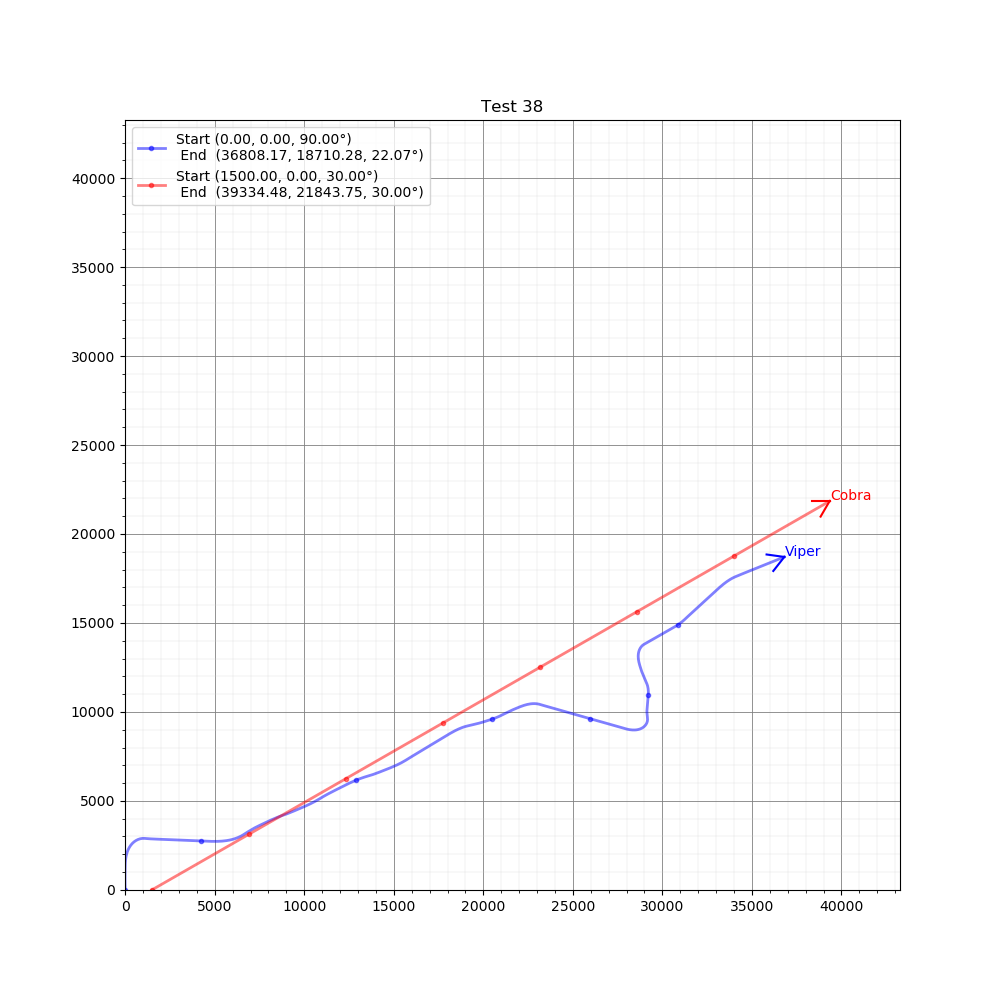 Test 38
Start (0.00, 0.00, 90.00°)
End (36808.17, 18710.28, 22.07°)
Start (1500.00, 0.00, 30.00°)
End (39334.48, 21843.75, 30.00°)
40000
35000
30000
25000
20000
15000
10000
5000
0
Cobra
Viper
0 5000 10000 15000 20000 25000 30000 35000 40000